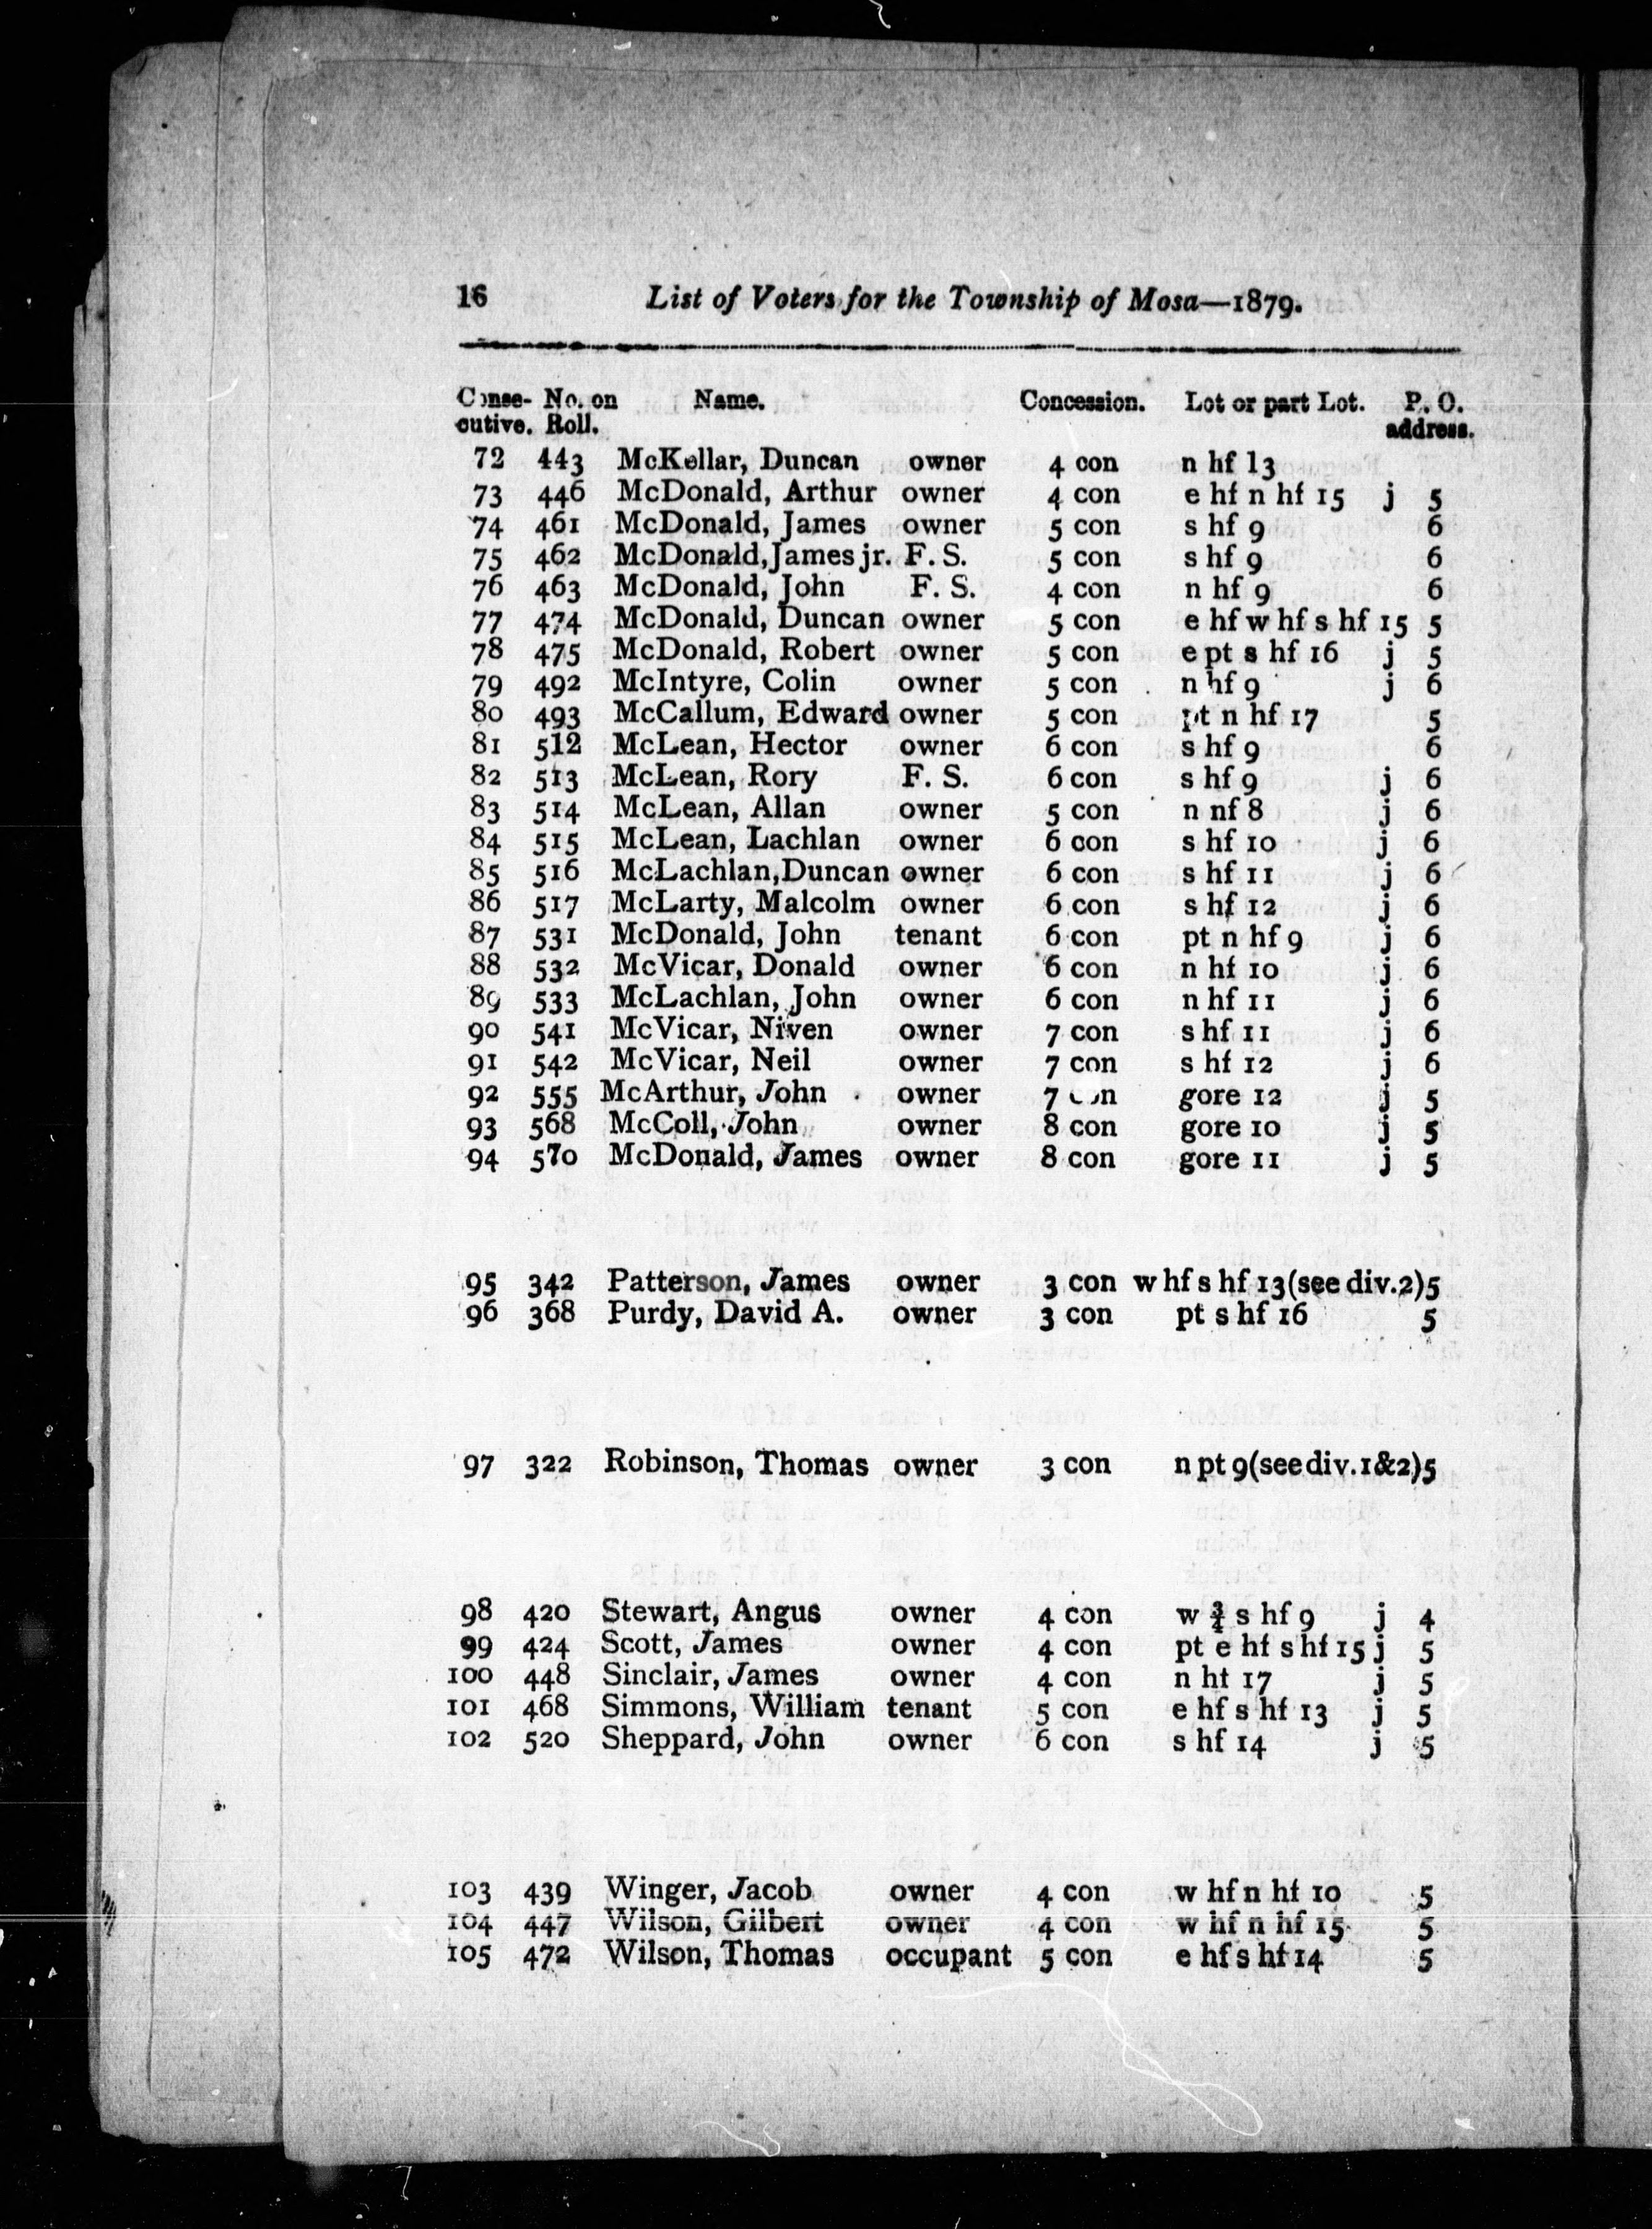 16 List of Voters for the Township of Mosa—1879.
Conse- No. on Name. Concession. Lot or part Lot. P. O.
cutive. Roll. address.
72 443 McKellar, Duncan owner 4 con n hf 13
73 446 McDonald, Arthur owner 4 con e hf n hf 15 j 5
74 461 McDonald, James owner 5 con s hf 9 6
75 462 McDonald, James jr. F. S. 5 con s hf 9 6
76 463 McDonald, John F. S. 4 con n hf 9 6
77 474 McDonald, Duncan owner 5 con e hf w hf s hf 15 5
78 475 McDonald, Robert owner 5 con e pt s hf 16 j 5
79 492 McIntyre, Colin owner 5 con n hf 9 j 6
80 493 McCallum, Edward owner 5 con pt n hf 17 5
81 512 McLean, Hector owner 6 con s hf 9 6
82 513 McLean, Rory F. S. 6 con s hf 9 j 6
83 514 McLean, Allan owner 5 con n nf 8 j 6
84 515 McLean, Lachlan owner 6 con s hf 10 j 6
85 516 McLachlan, Duncan owner 6 con s hf 11 j 6
86 517 McLarty, Malcolm owner 6 con s hf 12 j 6
87 531 McDonald, John tenant 6 con pt n hf 9 j 6
88 532 McVicar, Donald owner 6 con n hf 10 j 6
89 533 McLachlan, John owner 6 con n hf 11 j 6
90 541 McVicar, Niven owner 7 con s hf 11 j 6
91 542 McVicar, Neil owner 7 con s hf 12 j 6
92 555 McArthur, John owner 7 con gore 12 j 5
93 568 McColl, John owner 8 con gore 10 j 5
94 570 McDonald, James owner 8 con gore 11 j 5
95 342 Patterson, James owner 3 con w hf s hf 13 (see div. 2) 5
96 368 Purdy, David A. owner 3 con pt s hf 16 5
97 322 Robinson, Thomas owner 3 con n pt 9 (see div. 1 & 2) 5
98 420 Stewart, Angus owner 4 con w ¾ s hf 9 j 4
99 424 Scott, James owner 4 con pt e hf s hf 15 j 5
100 448 Sinclair, James owner 4 con n ht 17 j 5
101 468 Simmons, William tenant 5 con e hf s hf 13 j 5
102 520 Sheppard, John owner 6 con s hf 14 j 5
103 439 Winger, Jacob owner 4 con w hf n hf 10 5
104 447 Wilson, Gilbert owner 4 con w hf n hf 15 5
105 472 Wilson, Thomas occupant 5 con e hf s hf 14 5